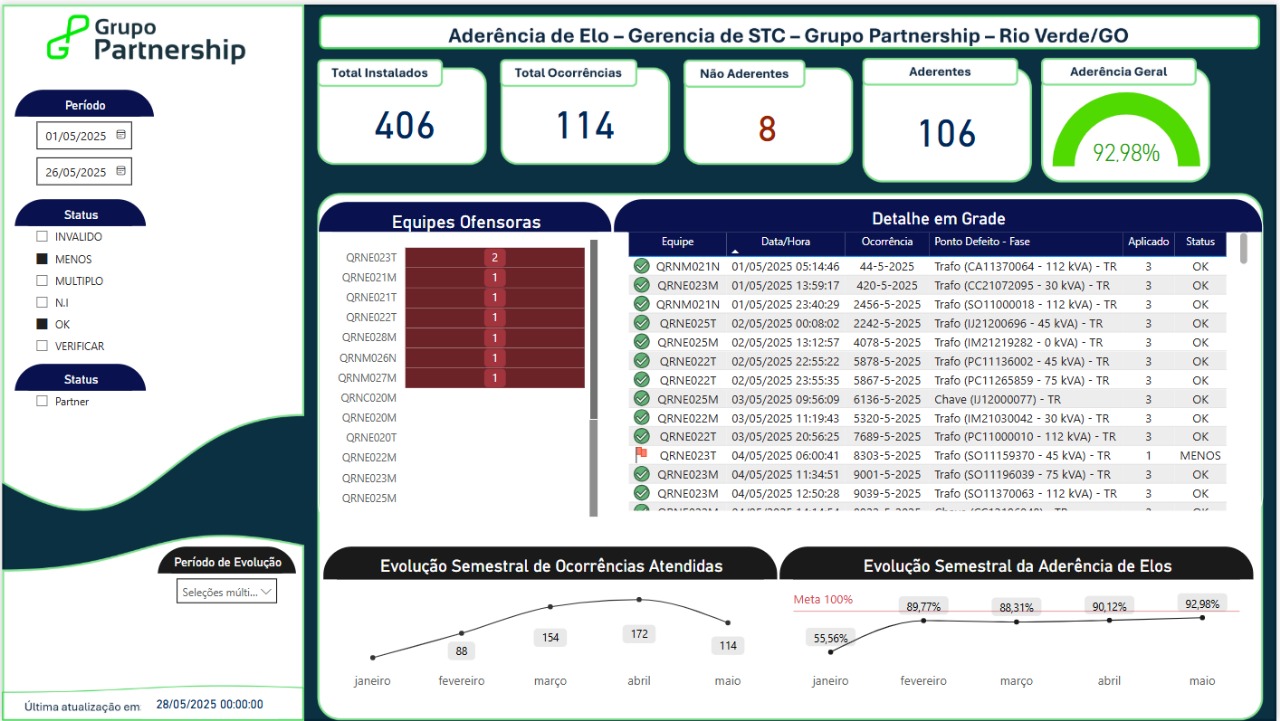 Grupo
Partnership
Aderência de Elo – Gerencia de STC – Grupo Partnership – Rio Verde/GO
Total Instalados
406
Total Ocorrências
114
Não Aderentes
8
Aderentes
106
Aderência Geral
92,98%
Período
01/05/2025
26/05/2025
Status
INVALIDO
MENOS
MULTIPLO
N.I
OK
VERIFICAR
Status
Partner
Período de Evolução
Seleções múlti...
Última atualização em: 28/05/2025 00:00:00
Equipes Ofensoras
QRNE023T 2
QRNE021M 1
QRNE021T 1
QRNE022T 1
QRNE028M 1
QRNM026N 1
QRNM027M 1
QRNC020M
QRNE020M
QRNE020T
QRNE022M
QRNE023M
QRNE025M
Detalhe em Grade
Equipe Data/Hora Ocorrência Ponto Defeito - Fase Aplicado Status
QRNM021N 01/05/2025 05:14:46 44-5-2025 Trafo (CA11370064 - 112 kVA) - TR 3 OK
QRNE023M 01/05/2025 13:59:17 420-5-2025 Trafo (CC21072095 - 30 kVA) - TR 3 OK
QRNM021N 01/05/2025 23:40:29 2456-5-2025 Trafo (SO11000018 - 112 kVA) - TR 3 OK
QRNE025T 02/05/2025 00:08:02 2242-5-2025 Trafo (IJ21200696 - 45 kVA) - TR 3 OK
QRNE025M 02/05/2025 13:12:57 4078-5-2025 Trafo (IM21219282 - 0 kVA) - TR 3 OK
QRNE022T 02/05/2025 22:55:22 5878-5-2025 Trafo (PC11136002 - 45 kVA) - TR 3 OK
QRNE022T 02/05/2025 23:55:35 5867-5-2025 Trafo (PC11265859 - 75 kVA) - TR 3 OK
QRNE025M 03/05/2025 09:56:09 6136-5-2025 Chave (IJ12000077) - TR 3 OK
QRNE022M 03/05/2025 11:19:43 5320-5-2025 Trafo (IM21030042 - 30 kVA) - TR 3 OK
QRNE022T 03/05/2025 20:56:25 7689-5-2025 Trafo (PC11000010 - 112 kVA) - TR 3 OK
QRNE023T 04/05/2025 06:00:41 8303-5-2025 Trafo (SO11159370 - 45 kVA) - TR 1 MENOS
QRNE023M 04/05/2025 11:34:51 9001-5-2025 Trafo (SO11196039 - 75 kVA) - TR 3 OK
QRNE023M 04/05/2025 12:50:28 9039-5-2025 Trafo (SO11370063 - 112 kVA) - TR 3 OK
Evolução Semestral de Ocorrências Atendidas
88
154
172
114
janeiro fevereiro março abril maio
Evolução Semestral da Aderência de Elos
Meta 100%
55,56%
89,77%
88,31%
90,12%
92,98%
janeiro fevereiro março abril maio